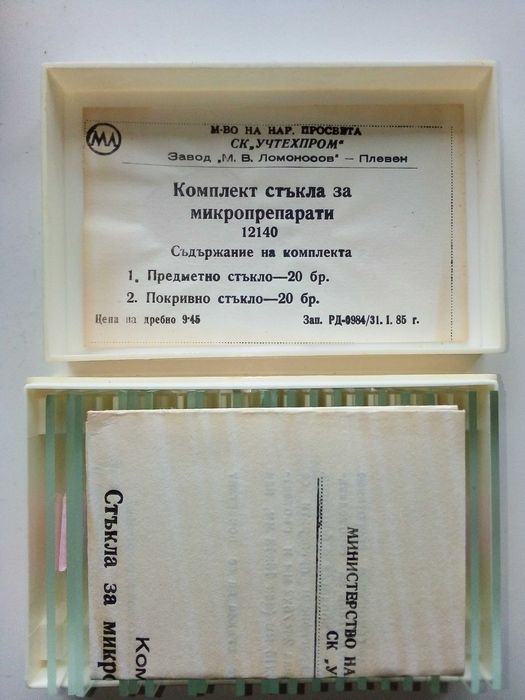 МЛ
М-ВО НА НАР. ПРОСВЕТА
СК „УЧТЕХПРОМ“
Завод „М. В. Ломоносов“ — Плевен
Комплект стъкла за
микропрепарати
12140
Съдържание на комплекта
1. Предметно стъкло—20 бр.
2. Покривно стъкло—20 бр.
Цена на дребно 9·45 Зап. РД-0984/31. I. 85 г.
МИНИСТЕРСТВО НА
СК „У
Ком
Стъкла за микро